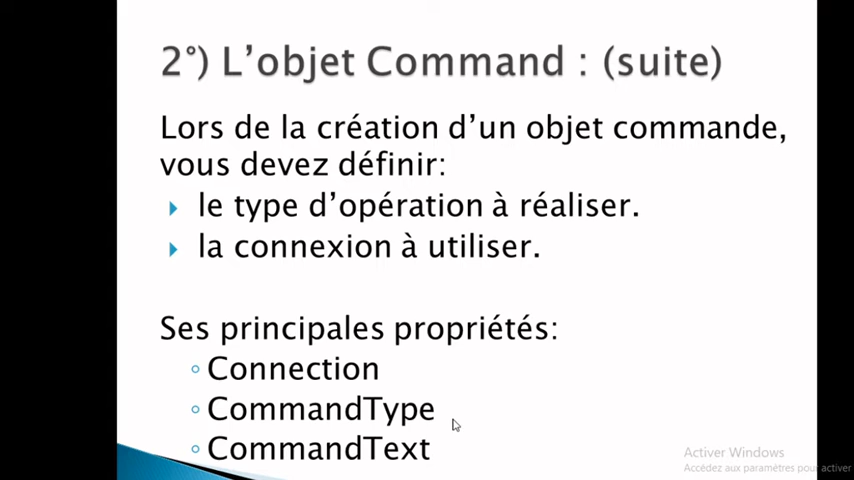 2°) L'objet Command : (suite)
Lors de la création d'un objet commande,
vous devez définir:
le type d'opération à réaliser.
la connexion à utiliser.
Ses principales propriétés:
Connection
CommandType
CommandText
Activer Windows
Accédez aux paramètres pour activer